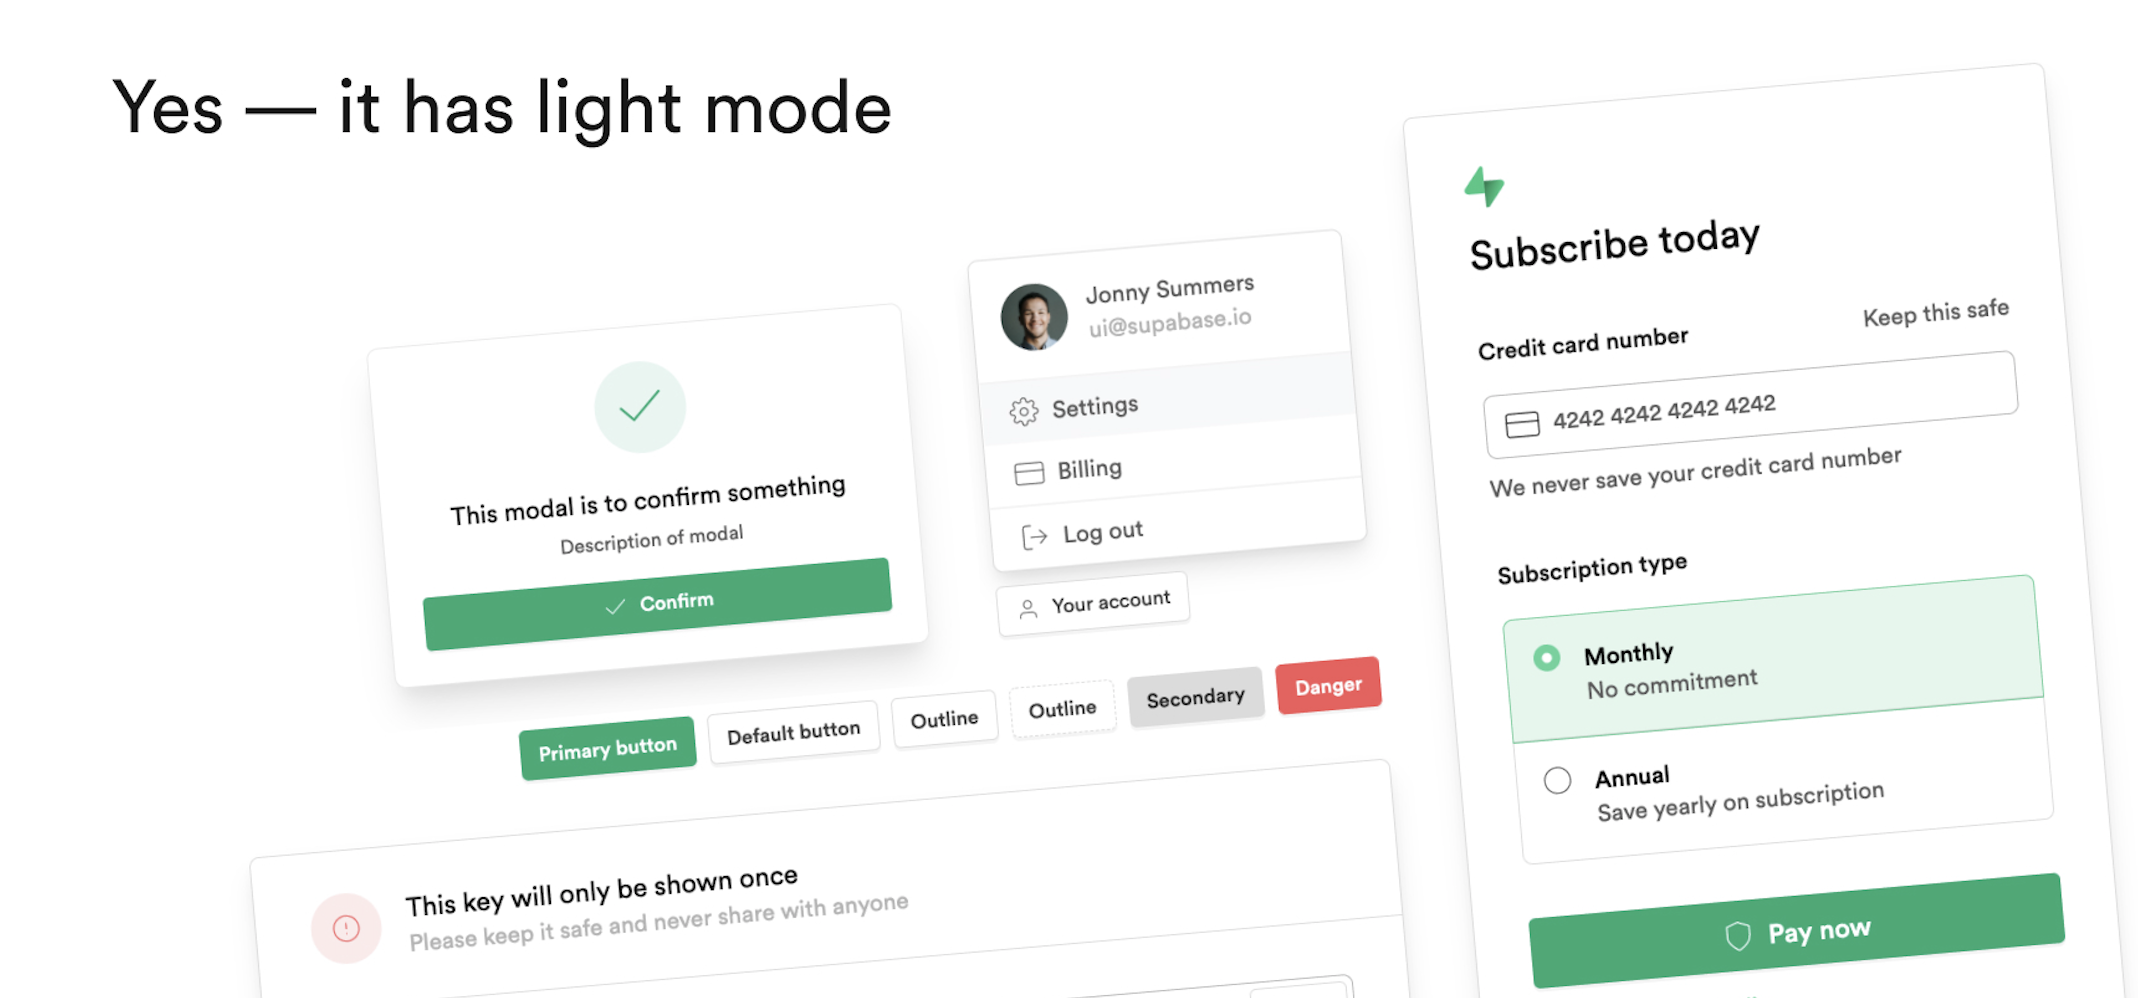 Yes — it has light mode
This modal is to confirm something
Description of modal
Confirm
Jonny Summers
ui@supabase.io
Settings
Billing
Log out
Your account
Primary button
Default button
Outline
Outline
Secondary
Danger
This key will only be shown once
Please keep it safe and never share with anyone
Subscribe today
Credit card number
Keep this safe
4242 4242 4242 4242
We never save your credit card number
Subscription type
Monthly
No commitment
Annual
Save yearly on subscription
Pay now